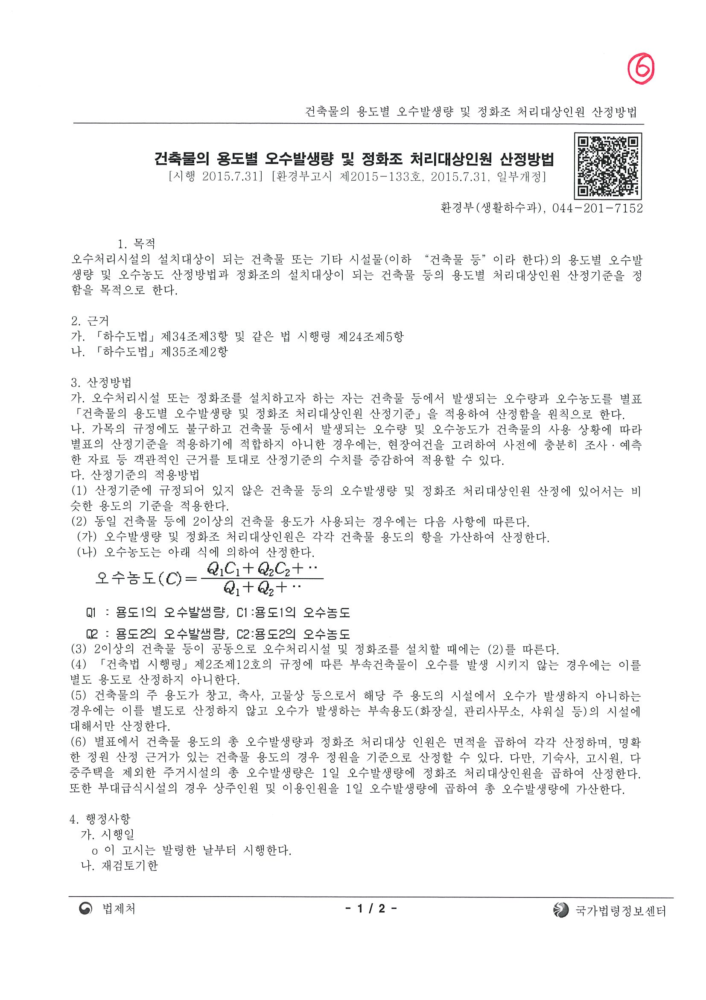 ⑥
건축물의 용도별 오수발생량 및 정화조 처리대상인원 산정방법
건축물의 용도별 오수발생량 및 정화조 처리대상인원 산정방법
[시행 2015.7.31] [환경부고시 제2015-133호, 2015.7.31, 일부개정]
환경부(생활하수과), 044-201-7152
1. 목적
오수처리시설의 설치대상이 되는 건축물 또는 기타 시설물(이하 “건축물 등” 이라 한다)의 용도별 오수발
생량 및 오수농도 산정방법과 정화조의 설치대상이 되는 건축물 등의 용도별 처리대상인원 산정기준을 정
함을 목적으로 한다.
2. 근거
가. 「하수도법」제34조제3항 및 같은 법 시행령 제24조제5항
나. 「하수도법」제35조제2항
3. 산정방법
가. 오수처리시설 또는 정화조를 설치하고자 하는 자는 건축물 등에서 발생되는 오수량과 오수농도를 별표
「건축물의 용도별 오수발생량 및 정화조 처리대상인원 산정기준」을 적용하여 산정함을 원칙으로 한다.
나. 가목의 규정에도 불구하고 건축물 등에서 발생되는 오수량 및 오수농도가 건축물의 사용 상황에 따라
별표의 산정기준을 적용하기에 적합하지 아니한 경우에는, 현장여건을 고려하여 사전에 충분히 조사·예측
한 자료 등 객관적인 근거를 토대로 산정기준의 수치를 증감하여 적용할 수 있다.
다. 산정기준의 적용방법
(1) 산정기준에 규정되어 있지 않은 건축물 등의 오수발생량 및 정화조 처리대상인원 산정에 있어서는 비
슷한 용도의 기준을 적용한다.
(2) 동일 건축물 등에 2이상의 건축물 용도가 사용되는 경우에는 다음 사항에 따른다.
(가) 오수발생량 및 정화조 처리대상인원은 각각 건축물 용도의 항을 가산하여 산정한다.
(나) 오수농도는 아래 식에 의하여 산정한다.
오수농도(C)= Q₁C₁+Q₂C₂+‥ / Q₁+Q₂+‥
Q1 : 용도1의 오수발생량, C1:용도1의 오수농도
Q2 : 용도2의 오수발생량, C2:용도2의 오수농도
(3) 2이상의 건축물 등이 공동으로 오수처리시설 및 정화조를 설치할 때에는 (2)를 따른다.
(4) 「건축법 시행령」제2조제12호의 규정에 따른 부속건축물이 오수를 발생 시키지 않는 경우에는 이를
별도 용도로 산정하지 아니한다.
(5) 건축물의 주 용도가 창고, 축사, 고물상 등으로서 해당 주 용도의 시설에서 오수가 발생하지 아니하는
경우에는 이를 별도로 산정하지 않고 오수가 발생하는 부속용도(화장실, 관리사무소, 샤워실 등)의 시설에
대해서만 산정한다.
(6) 별표에서 건축물 용도의 총 오수발생량과 정화조 처리대상 인원은 면적을 곱하여 각각 산정하며, 명확
한 정원 산정 근거가 있는 건축물 용도의 경우 정원을 기준으로 산정할 수 있다. 다만, 기숙사, 고시원, 다
중주택을 제외한 주거시설의 총 오수발생량은 1일 오수발생량에 정화조 처리대상인원을 곱하여 산정한다.
또한 부대급식시설의 경우 상주인원 및 이용인원을 1일 오수발생량에 곱하여 총 오수발생량에 가산한다.
4. 행정사항
가. 시행일
o 이 고시는 발령한 날부터 시행한다.
나. 재검토기한
법제처
- 1 / 2 -
국가법령정보센터